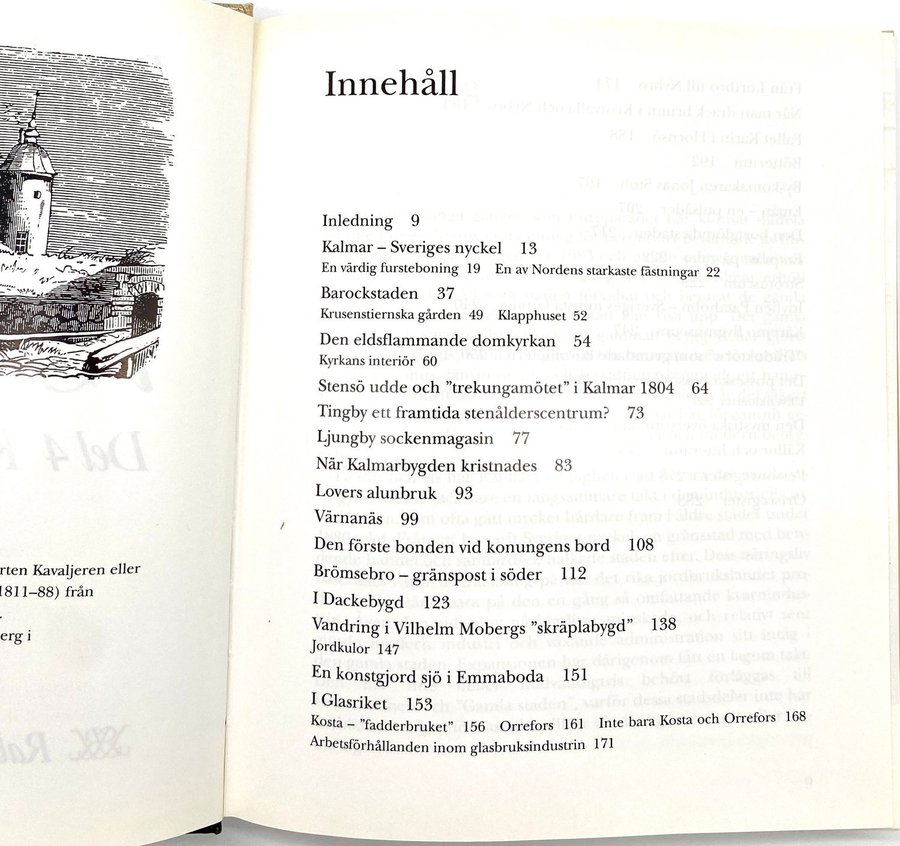 rten Kavaljeren eller
(1811–88) från
erg i
Innehåll
Inledning 9
Kalmar – Sveriges nyckel 13
En värdig fursteboning 19 En av Nordens starkaste fästningar 22
Barockstaden 37
Krusenstiernska gården 49 Klapphuset 52
Den eldsflammande domkyrkan 54
Kyrkans interiör 60
Stensö udde och ”trekungamötet” i Kalmar 1804 64
Tingby ett framtida stenålderscentrum? 73
Ljungby sockenmagasin 77
När Kalmarbygden kristnades 83
Lovers alunbruk 93
Värnanäs 99
Den förste bonden vid konungens bord 108
Brömsebro – gränspost i söder 112
I Dackebygd 123
Vandring i Vilhelm Mobergs ”skräplabygd” 138
Jordkulor 147
En konstgjord sjö i Emmaboda 151
I Glasriket 153
Kosta – ”fadderbruket” 156 Orrefors 161 Inte bara Kosta och Orrefors 168
Arbetsförhållanden inom glasbruksindustrin 171